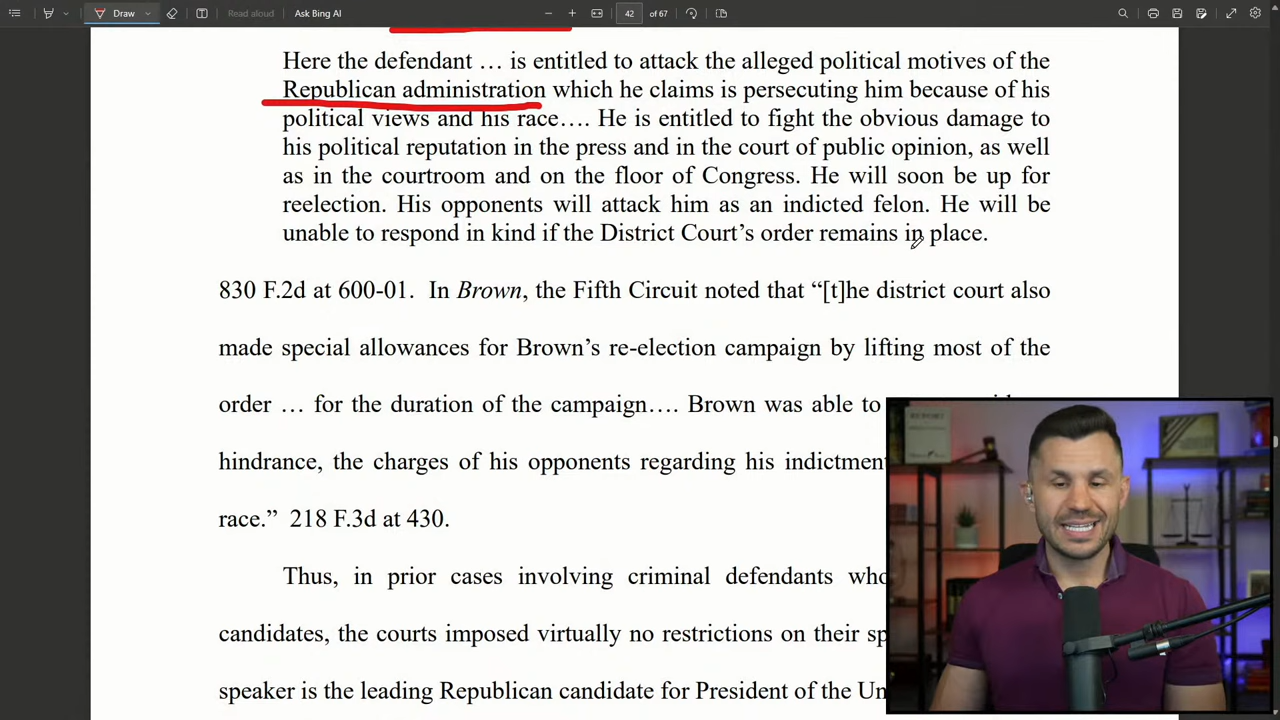 Draw
Read aloud
Ask Bing AI
42
of 67
Here the defendant … is entitled to attack the alleged political motives of the
Republican administration which he claims is persecuting him because of his
political views and his race…. He is entitled to fight the obvious damage to
his political reputation in the press and in the court of public opinion, as well
as in the courtroom and on the floor of Congress. He will soon be up for
reelection. His opponents will attack him as an indicted felon. He will be
unable to respond in kind if the District Court’s order remains in place.
830 F.2d at 600-01. In Brown, the Fifth Circuit noted that “[t]he district court also
made special allowances for Brown’s re-election campaign by lifting most of the
order … for the duration of the campaign…. Brown was able to
hindrance, the charges of his opponents regarding his indictment
race.” 218 F.3d at 430.
Thus, in prior cases involving criminal defendants who
candidates, the courts imposed virtually no restrictions on their sp
speaker is the leading Republican candidate for President of the Un